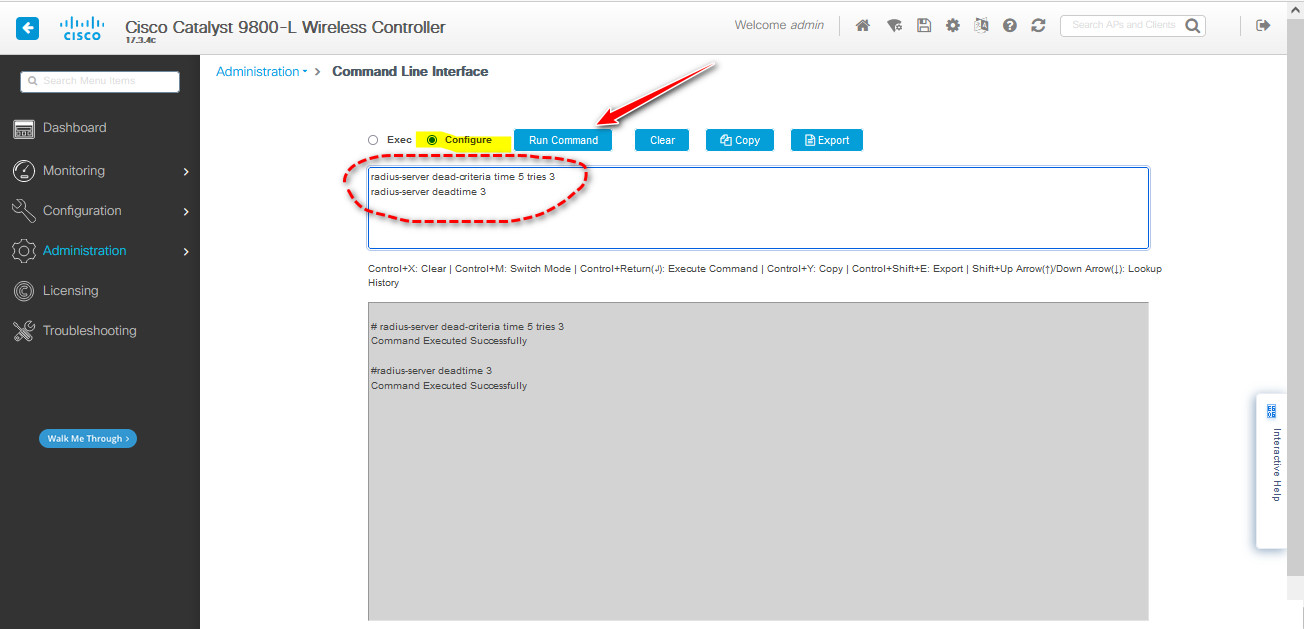 Cisco Catalyst 9800-L Wireless Controller
CISCO
17.3.4c
Welcome admin
Search APs and Clients
Search Menu Items
Administration
Command Line Interface
Dashboard
Monitoring
Configuration
Administration
Licensing
Troubleshooting
Walk Me Through >
Exec
Configure
Run Command
Clear
Copy
Export
radius-server dead-criteria time 5 tries 3
radius-server deadtime 3
Control+X: Clear | Control+M: Switch Mode | Control+Return(↲): Execute Command | Control+Y: Copy | Control+Shift+E: Export | Shift+Up Arrow(↑)/Down Arrow(↓): Lookup
History
# radius-server dead-criteria time 5 tries 3
Command Executed Successfully
#radius-server deadtime 3
Command Executed Successfully
Interactive Help